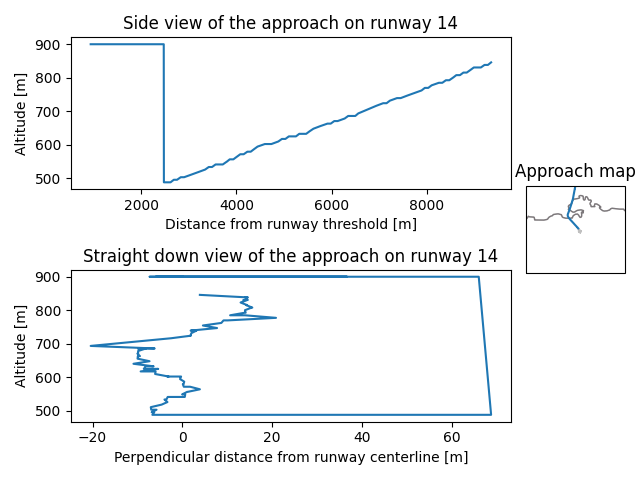 Side view of the approach on runway 14
900
800
700
600
500
Altitude [m]
2000 4000 6000 8000
Distance from runway threshold [m]
Approach map
Straight down view of the approach on runway 14
900
800
700
600
500
Altitude [m]
−20 0 20 40 60
Perpendicular distance from runway centerline [m]